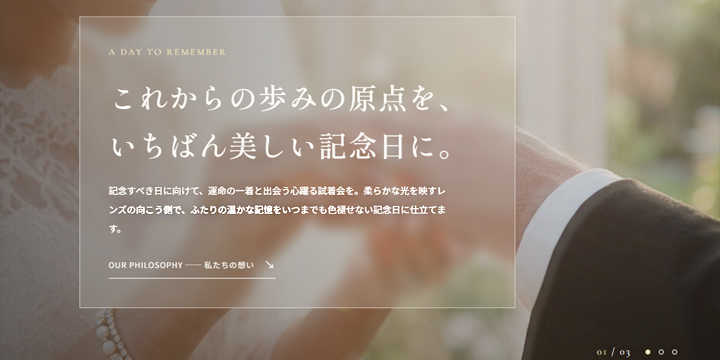 A DAY TO REMEMBER
これからの歩みの原点を、
いちばん美しい記念日に。
記念すべき日に向けて、運命の一着と出会う心躍る試着会を。柔らかな光を映すレ
ンズの向こう側で、ふたりの温かな記憶をいつまでも色褪せない記念日に仕立てま
す。
OUR PHILOSOPHY —— 私たちの想い ↘
01 / 03